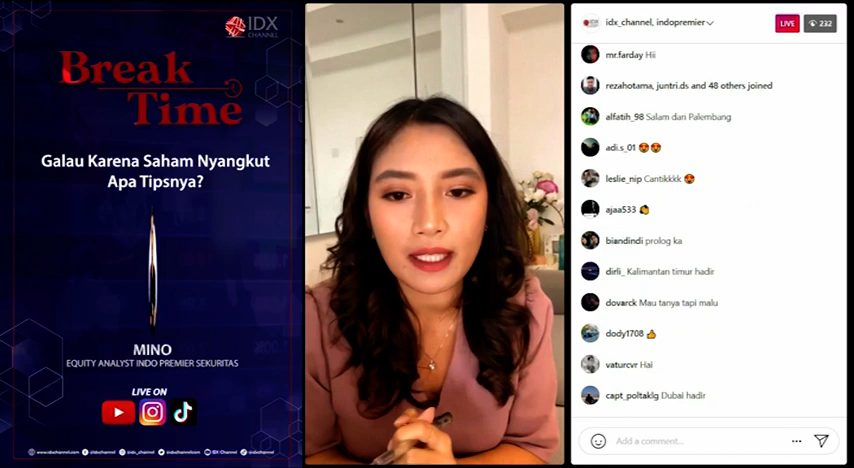 IDX
CHANNEL
Break
Time
Galau Karena Saham Nyangkut
Apa Tipsnya?
MINO
EQUITY ANALYST INDO PREMIER SEKURITAS
LIVE ON
idx_channel, indopremier
LIVE
232
mr.farday Hii
rezahotama, juntri.ds and 48 others joined
alfatih_98 Salam dari Palembang
adi.s_01 😍😍
leslie_nip Cantikkkk 😍
ajaa533
biandindi prolog ka
dirli_ Kalimantan timur hadir
dovarck Mau tanya tapi malu
dody1708 👍
vaturcvr Hai
capt_poltaklg Dubai hadir
Add a comment...